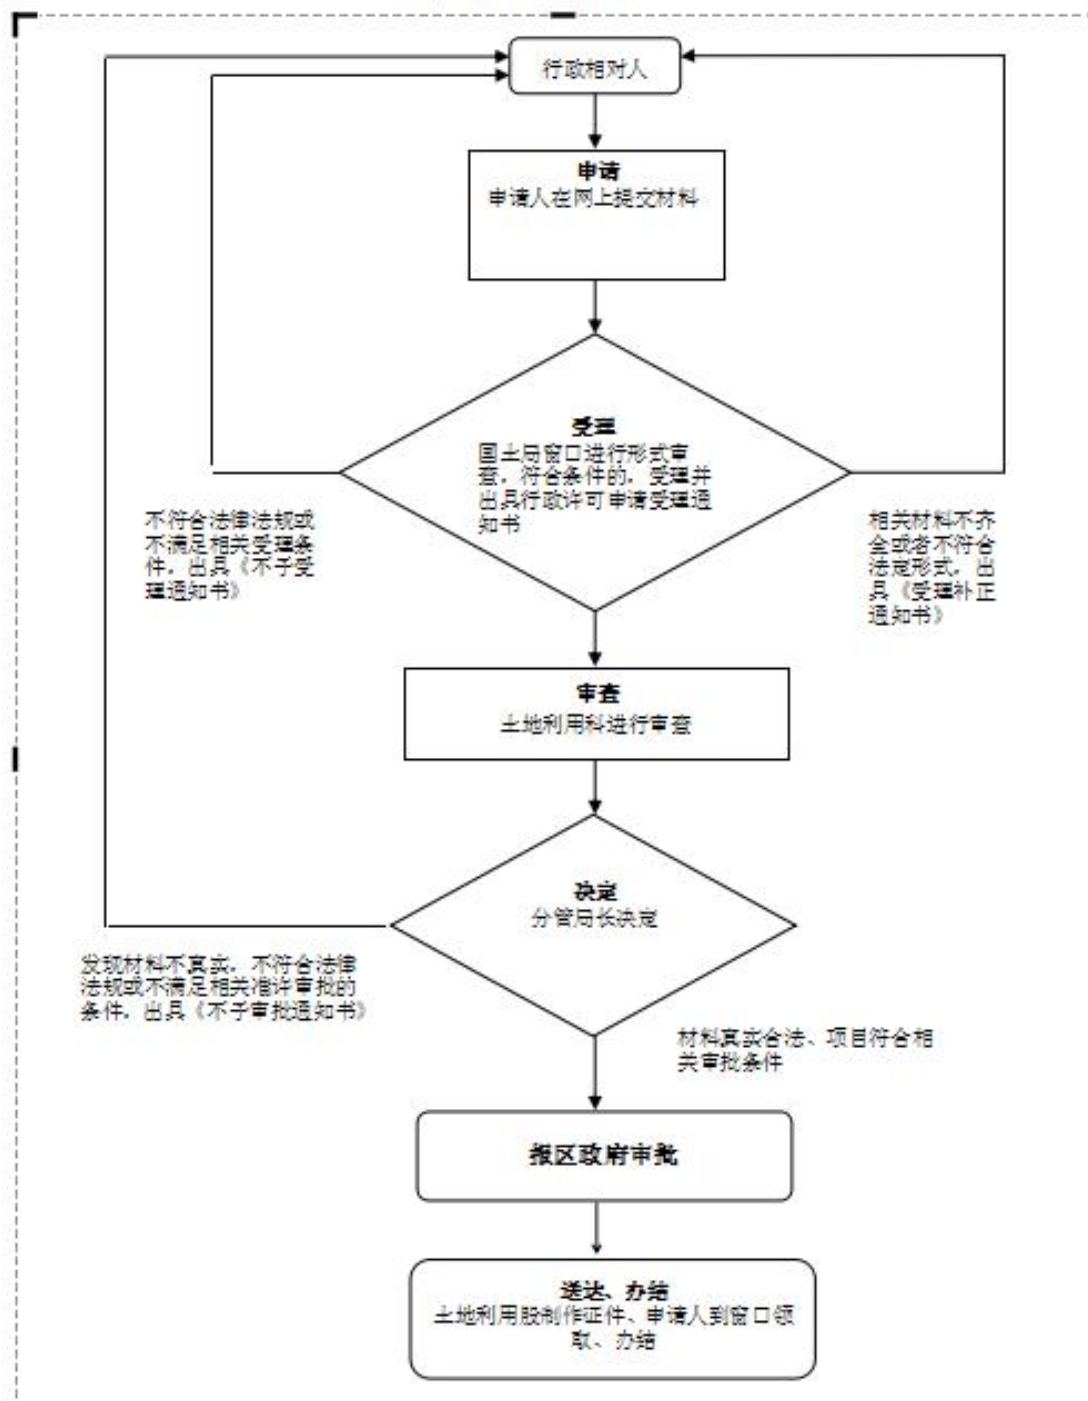 行政相对人
申请
申请人在网上提交材料
受理
国土局窗口进行形式审
查，符合条件的，受理并
出具行政许可申请受理通
知书
不符合法律法规或
不满足相关受理条
件，出具《不予受
理通知书》
相关材料不齐
全或者不符合
法定形式，出
具《受理补正
通知书》
审查
土地利用科进行审查
决定
分管局长决定
发现材料不真实，不符合法律
法规或不满足相关准许审批的
条件，出具《不予审批通知书》
材料真实合法、项目符合相
关审批条件
报区政府审批
送达、办结
土地利用股制作证件、申请人到窗口领
取、办结